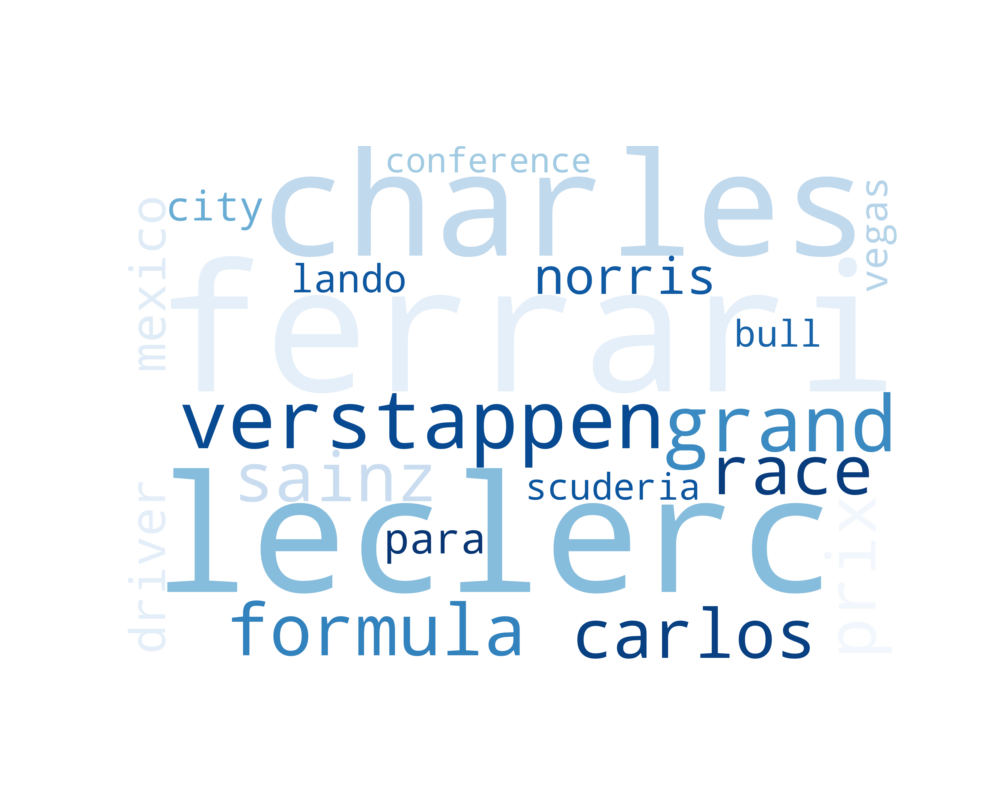 conference
charles
city
mexico
vegas
lando
norris
ferrari
bull
verstappen
grand
race
sainz
scuderia
leclerc
para
driver
prix
formula
carlos